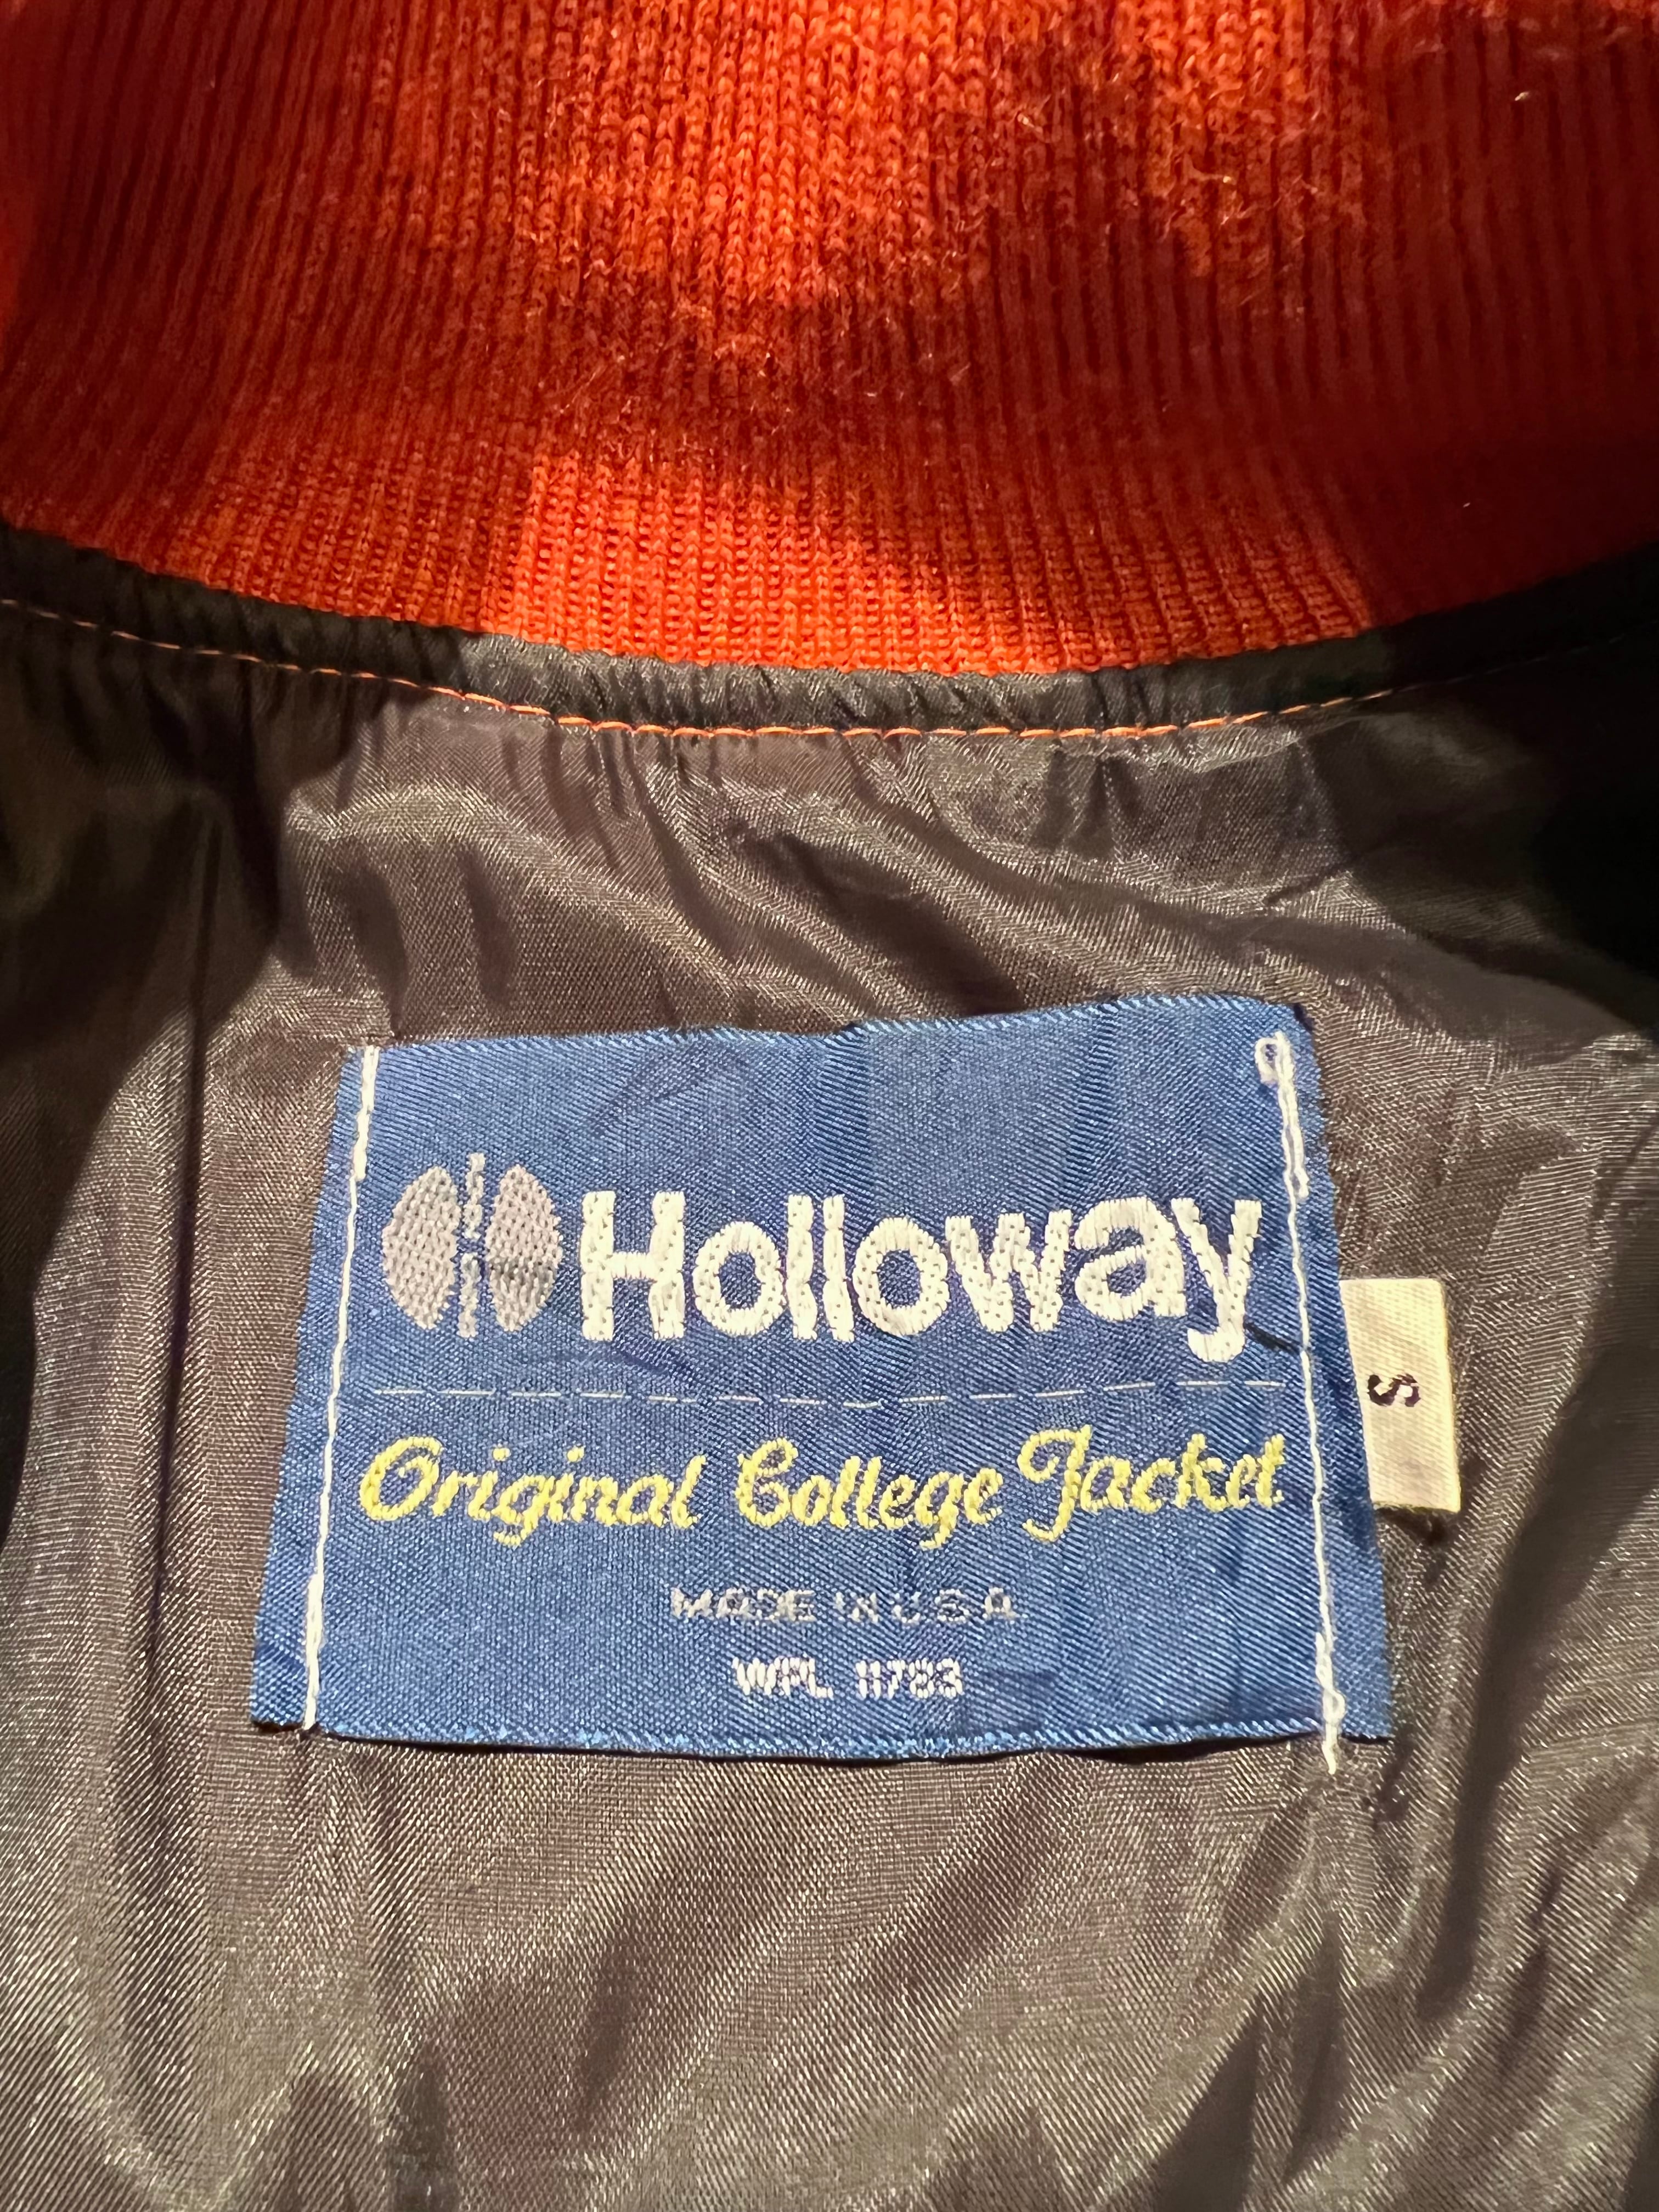 Holloway
S
Original College Jacket
MADE IN U.S.A.
WPL 11783